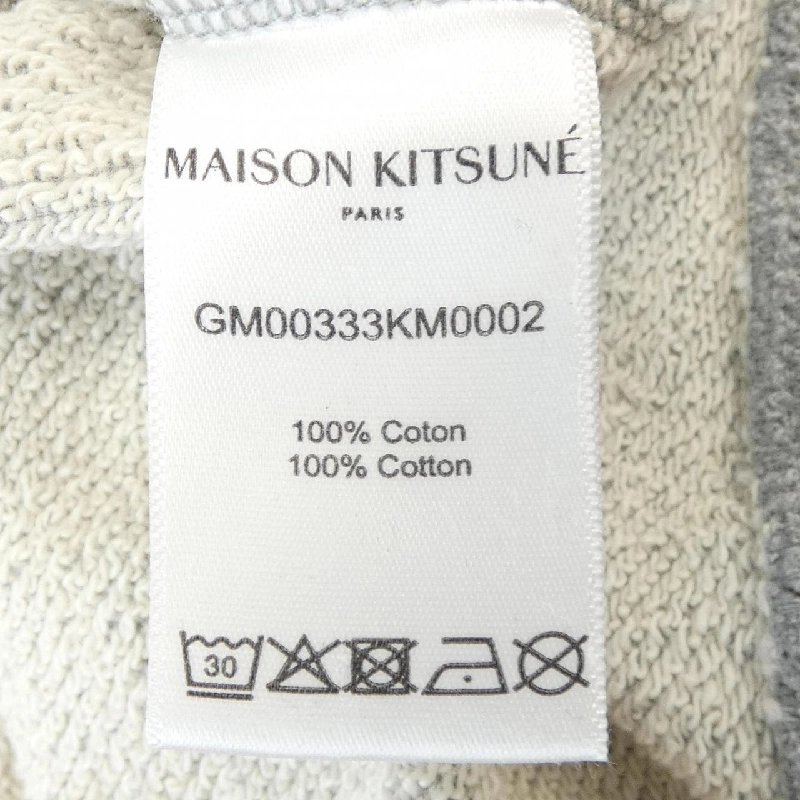 MAISON KITSUNÉ
PARIS
GM00333KM0002
100% Coton
100% Cotton
30